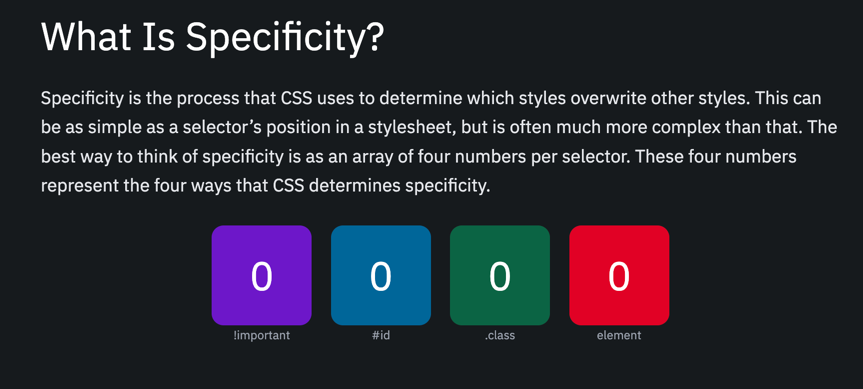 What Is Specificity?
Specificity is the process that CSS uses to determine which styles overwrite other styles. This can
be as simple as a selector’s position in a stylesheet, but is often much more complex than that. The
best way to think of specificity is as an array of four numbers per selector. These four numbers
represent the four ways that CSS determines specificity.
0 0 0 0
!important #id .class element